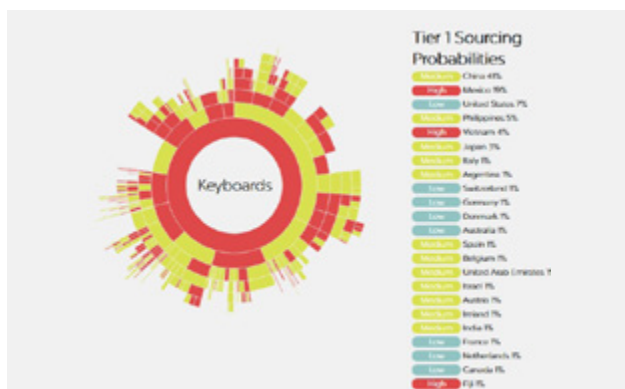 Keyboards
Tier 1 Sourcing
Probabilities
Medium China 41%
High Mexico 19%
Low United States 7%
Medium Philippines 5%
High Vietnam 4%
Medium Japan 3%
Medium Italy 1%
Medium Argentina 1%
Low Switzerland 1%
Low Germany 1%
Low Denmark 1%
Low Australia 1%
Medium Spain 1%
Medium Belgium 1%
Medium United Arab Emirates
Medium Israel 1%
Medium Austria 1%
Medium Ireland 1%
Medium India 1%
Low France 1%
Low Netherlands 1%
Low Canada 1%
High Fiji 1%